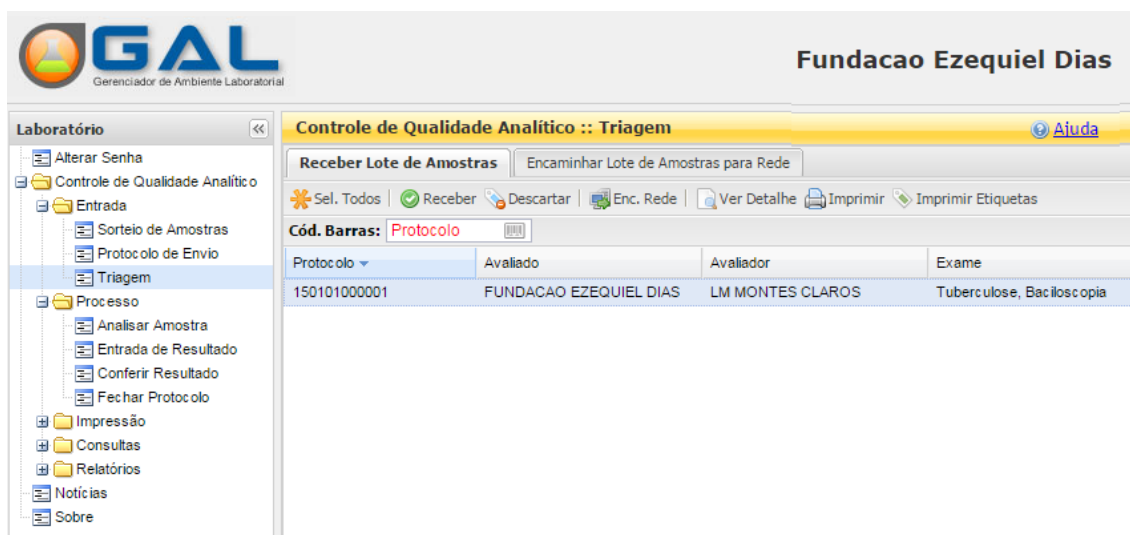 GAL
Gerenciador de Ambiente Laboratorial
Fundacao Ezequiel Dias
Laboratório
Alterar Senha
Controle de Qualidade Analítico
Entrada
Sorteio de Amostras
Protocolo de Envio
Triagem
Processo
Analisar Amostra
Entrada de Resultado
Conferir Resultado
Fechar Protocolo
Impressão
Consultas
Relatórios
Notícias
Sobre
Controle de Qualidade Analítico :: Triagem Ajuda
Receber Lote de Amostras Encaminhar Lote de Amostras para Rede
Sel. Todos Receber Descartar Enc. Rede Ver Detalhe Imprimir Imprimir Etiquetas
Cód. Barras: Protocolo
Protocolo Avaliado Avaliador Exame
150101000001 FUNDACAO EZEQUIEL DIAS LM MONTES CLAROS Tuberculose, Baciloscopia